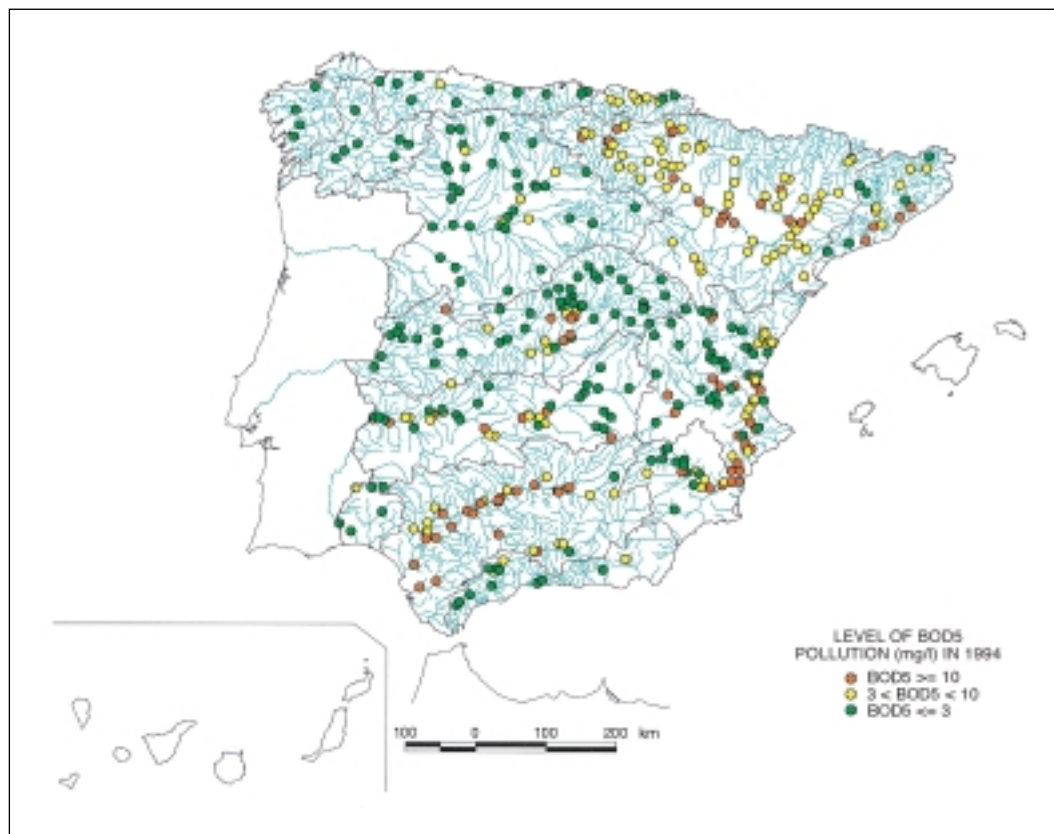 LEVEL OF BOD5
POLLUTION (mg/l) IN 1994
BOD5 >= 10
3 < BOD5 < 10
BOD5 <= 3
100 0 100 200 km